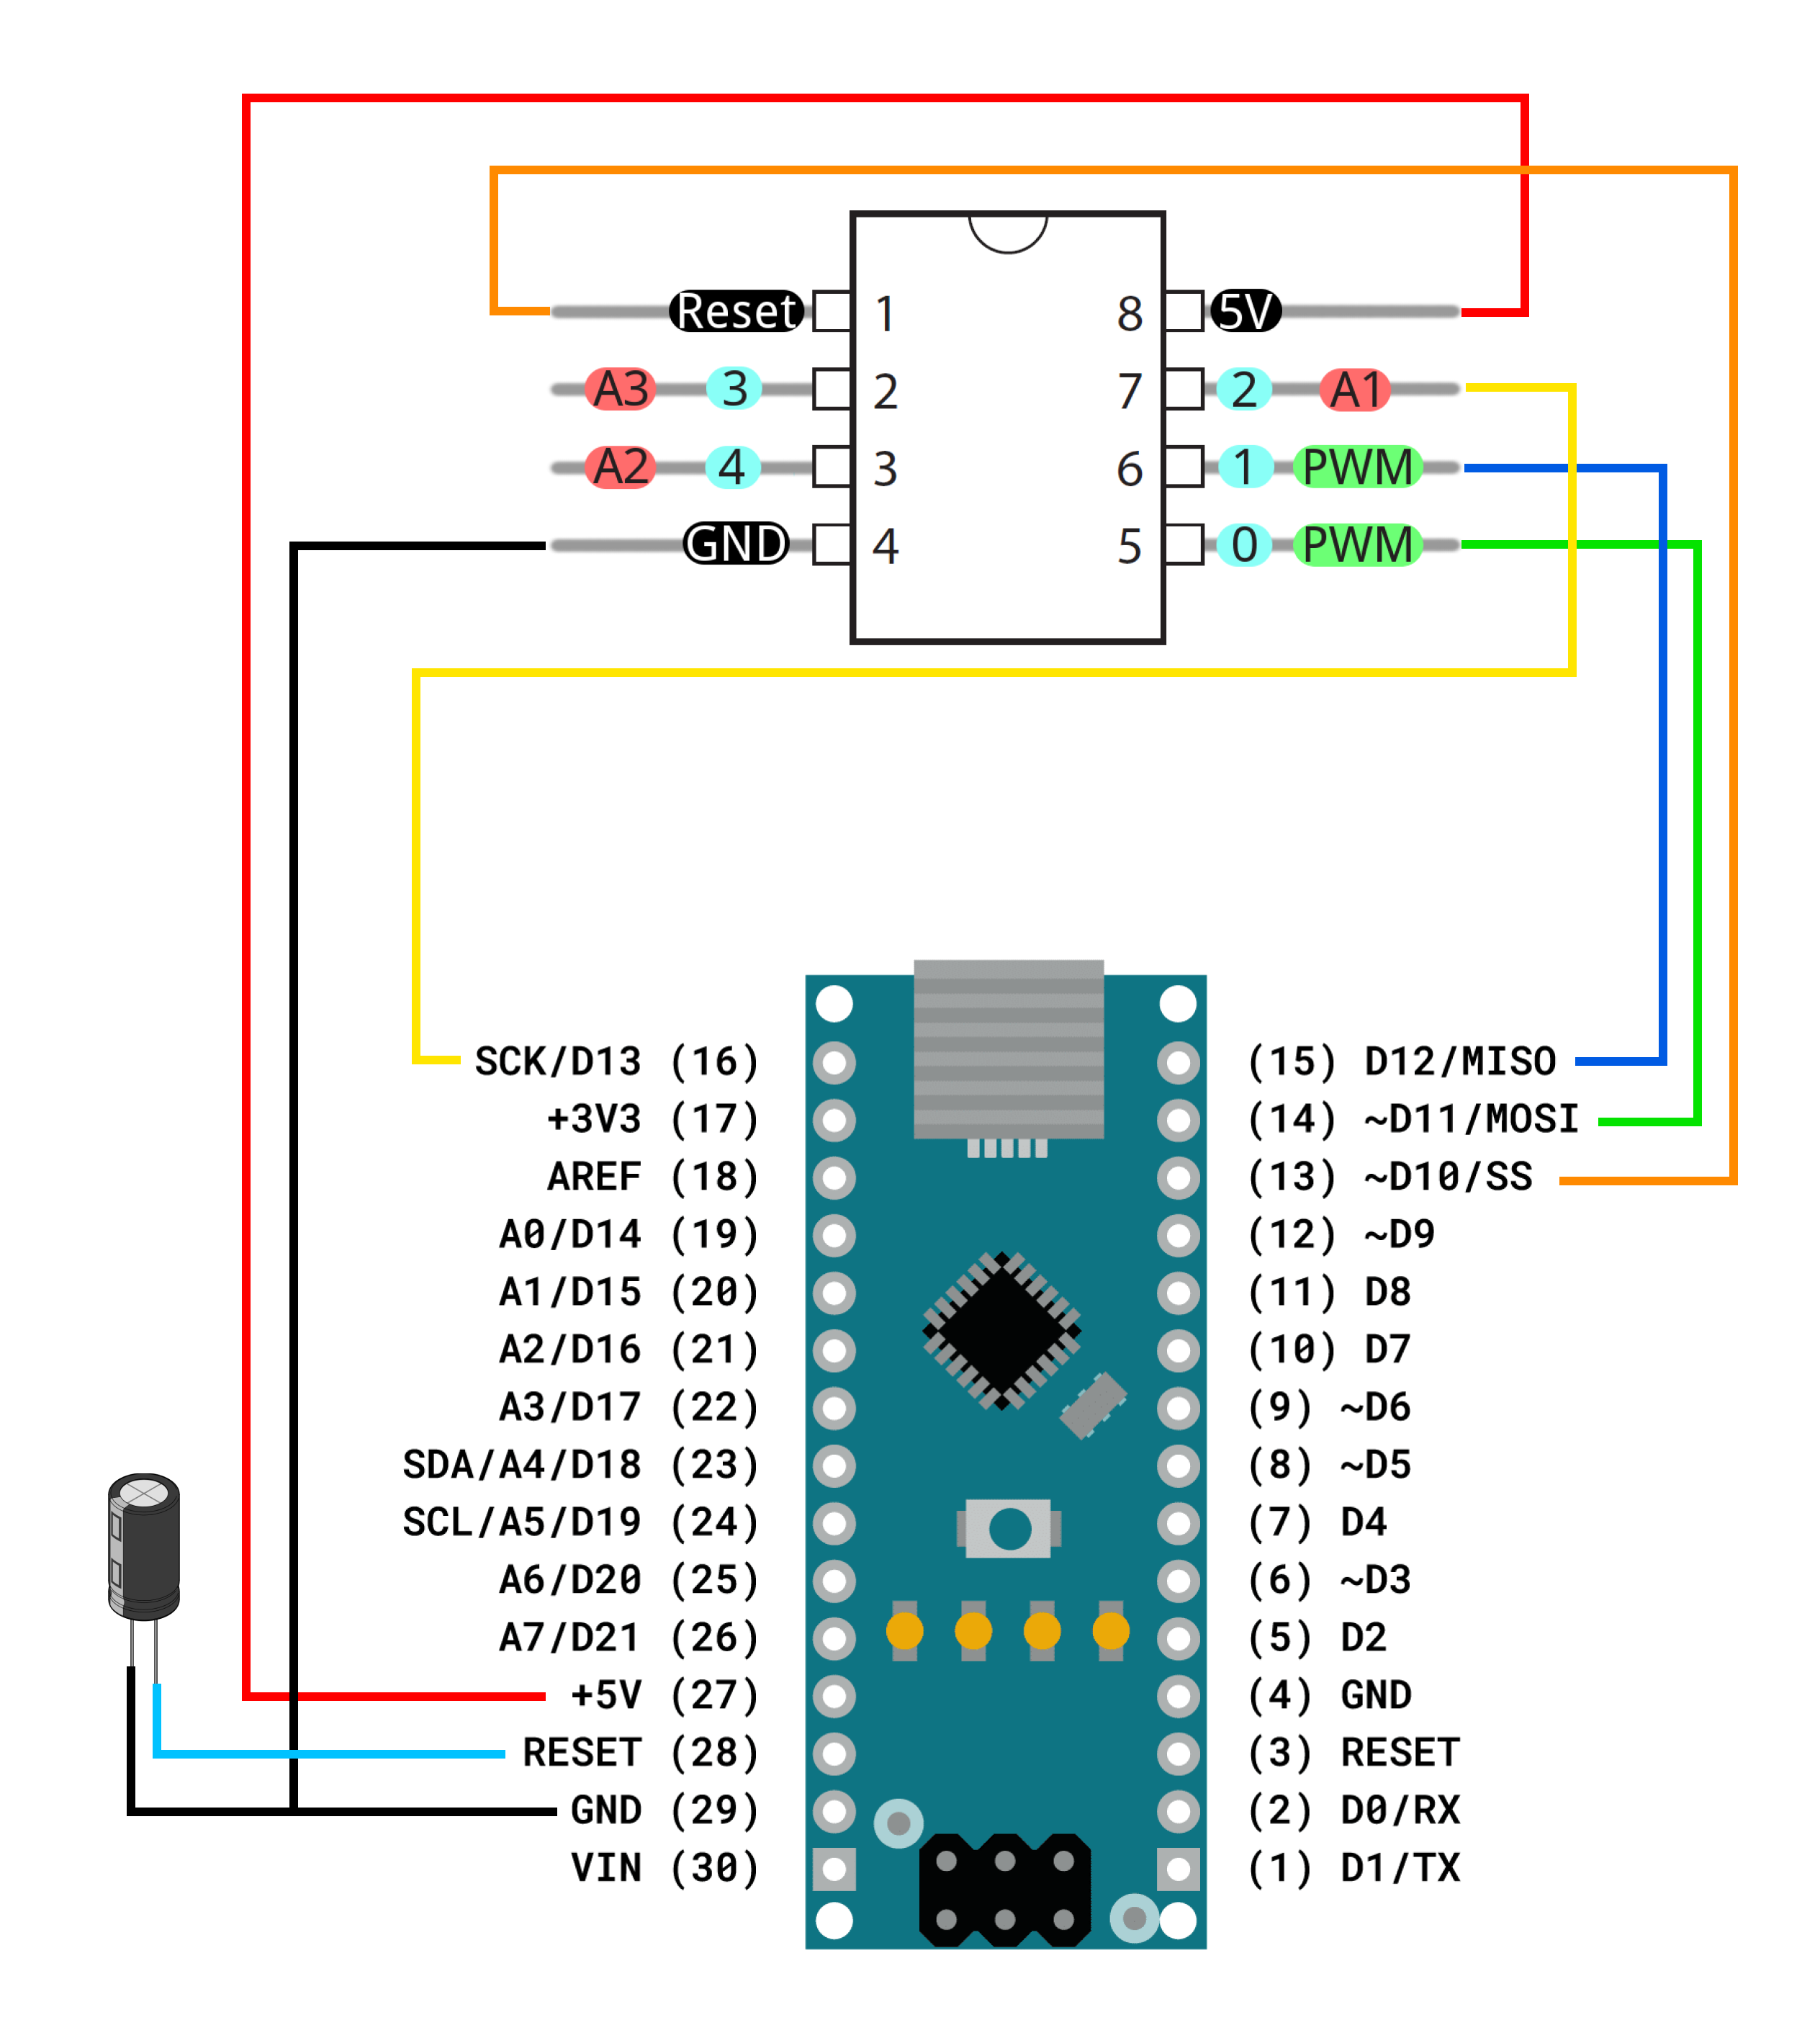 Reset 1 8 5V
A3 3 2 7 2 A1
A2 4 3 6 1 PWM
GND 4 5 0 PWM
SCK/D13 (16) (15) D12/MISO
+3V3 (17) (14) ~D11/MOSI
AREF (18) (13) ~D10/SS
A0/D14 (19) (12) ~D9
A1/D15 (20) (11) D8
A2/D16 (21) (10) D7
A3/D17 (22) (9) ~D6
SDA/A4/D18 (23) (8) ~D5
SCL/A5/D19 (24) (7) D4
A6/D20 (25) (6) ~D3
A7/D21 (26) (5) D2
+5V (27) (4) GND
RESET (28) (3) RESET
GND (29) (2) D0/RX
VIN (30) (1) D1/TX